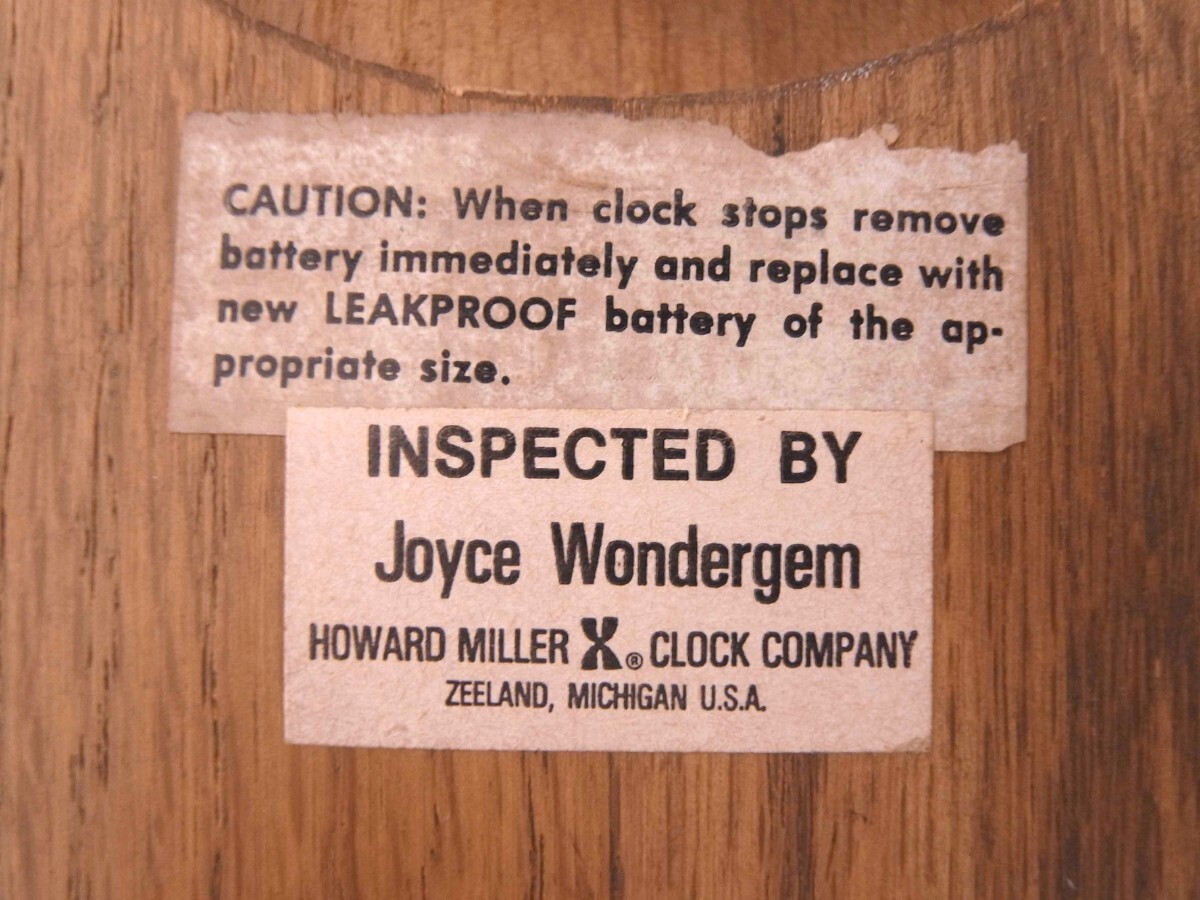 CAUTION: When clock stops remove
battery immediately and replace with
new LEAKPROOF battery of the ap-
propriate size.
INSPECTED BY
Joyce Wondergem
HOWARD MILLER ® CLOCK COMPANY
ZEELAND, MICHIGAN U.S.A.